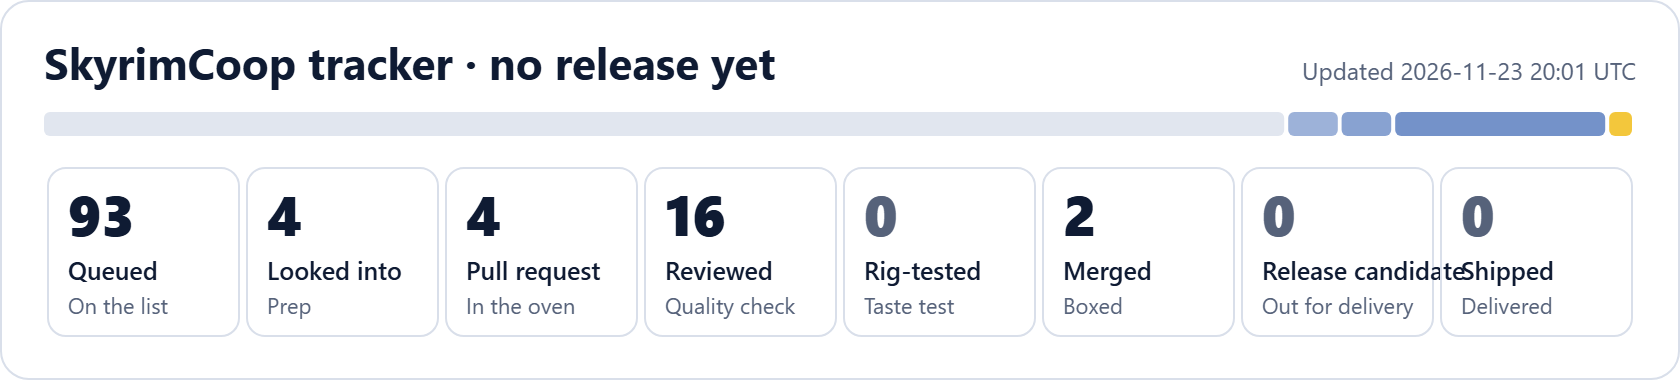 SkyrimCoop tracker · no release yet
Updated 2026-11-23 20:01 UTC
93
Queued
On the list
4
Looked into
Prep
4
Pull request
In the oven
16
Reviewed
Quality check
0
Rig-tested
Taste test
2
Merged
Boxed
0
Release candidate
Out for delivery
0
Shipped
Delivered